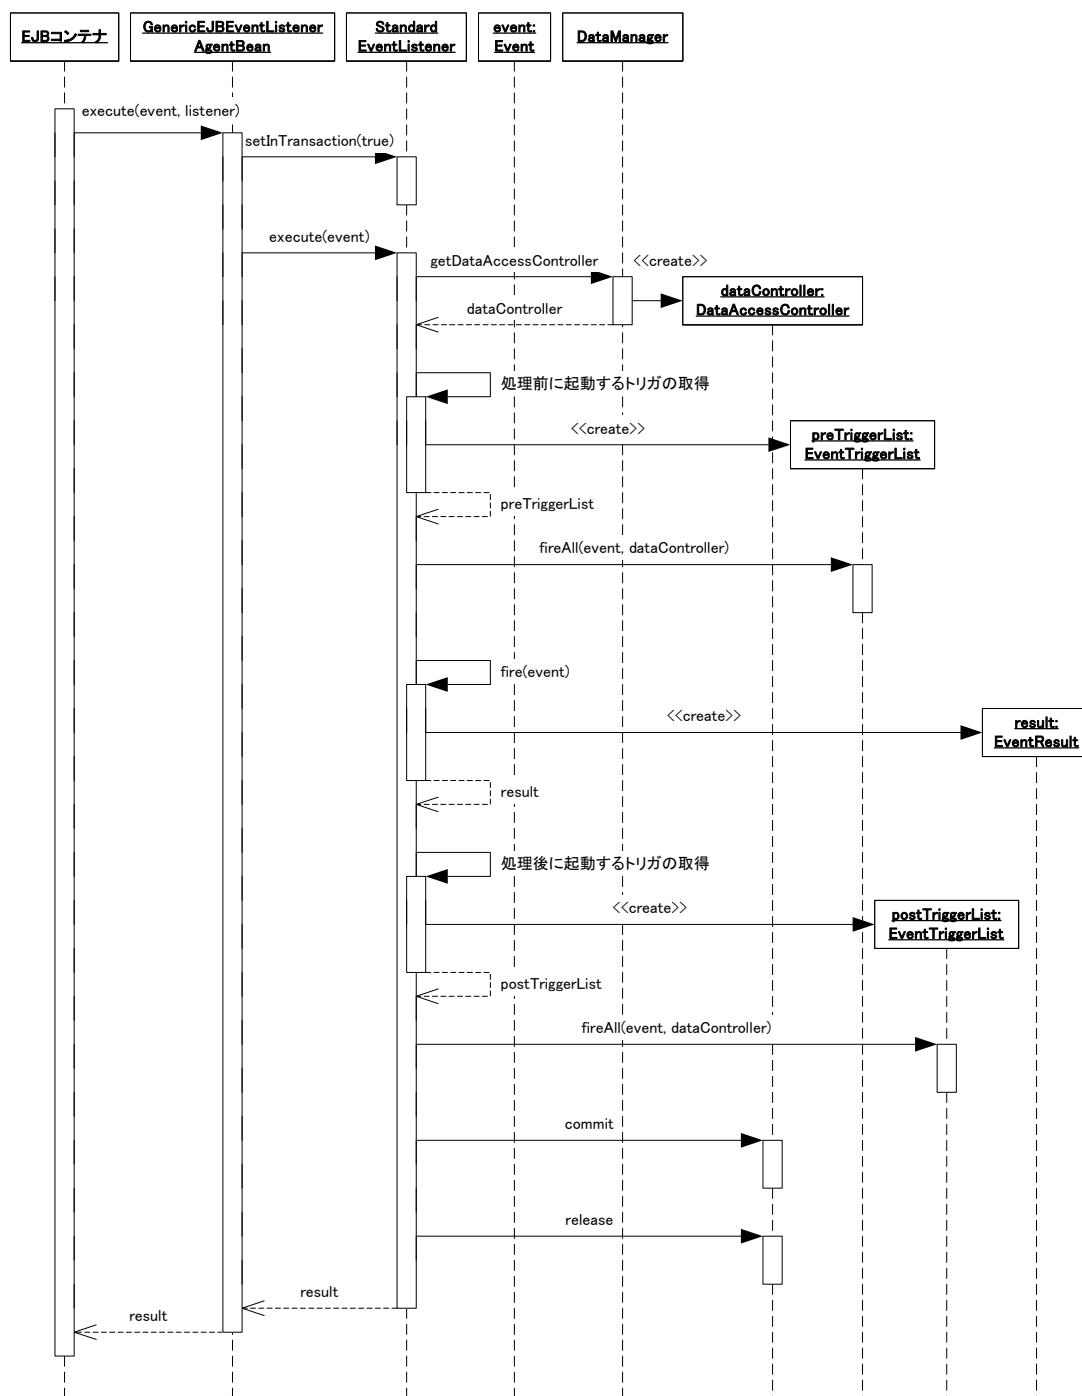 EJBコンテナ
GenericEJBEventListener
AgentBean
Standard
EventListener
event:
Event
DataManager
execute(event, listener)
setInTransaction(true)
execute(event)
getDataAccessController
<<create>>
dataController:
DataAccessController
dataController
処理前に起動するトリガの取得
<<create>>
preTriggerList:
EventTriggerList
preTriggerList
fireAll(event, dataController)
fire(event)
<<create>>
result:
EventResult
result
処理後に起動するトリガの取得
<<create>>
postTriggerList:
EventTriggerList
postTriggerList
fireAll(event, dataController)
commit
release
result
result